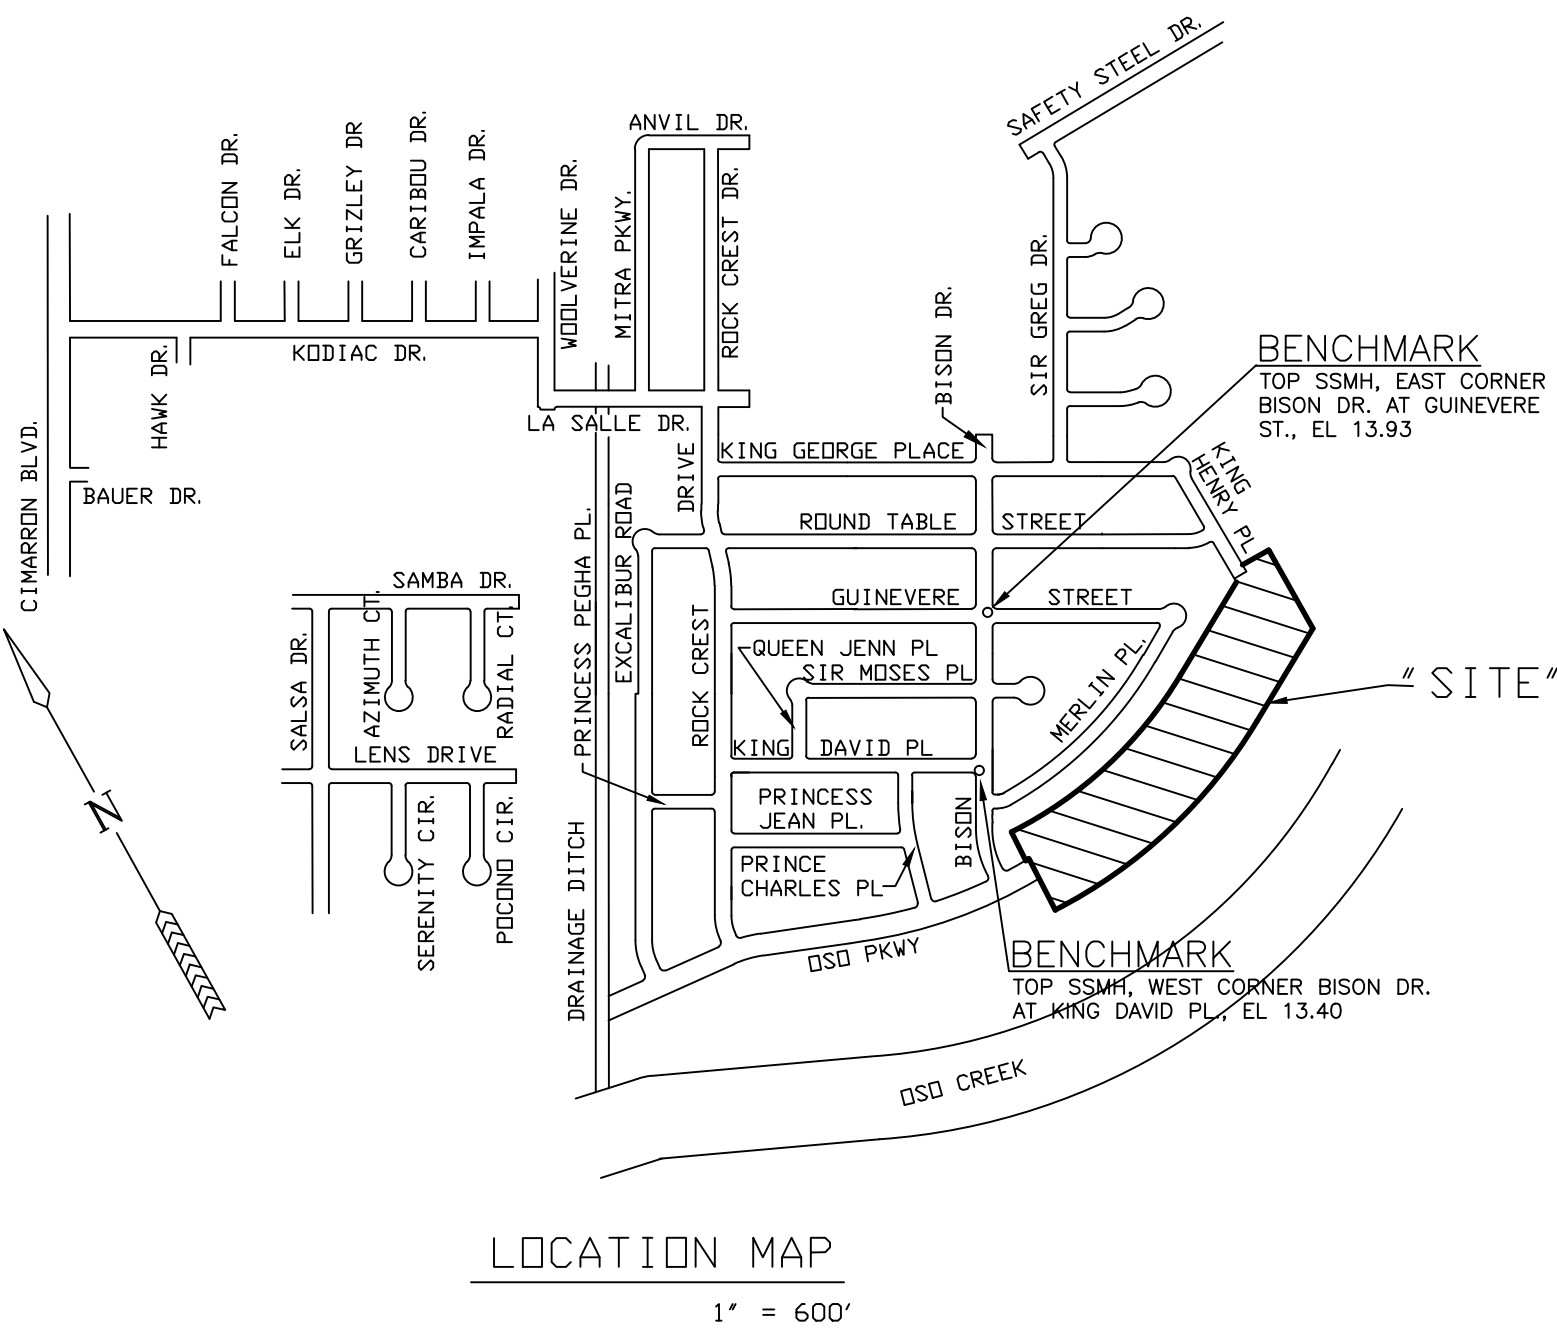 SAFETY STEEL DR.
ANVIL DR.
FALCON DR.
ELK DR.
GRIZLEY DR
CARIBOU DR.
IMPALA DR.
WOOLVERINE DR.
MITRA PKWY.
ROCK CREST DR.
BISON DR.
SIR GREG DR.
KODIAC DR.
HAWK DR.
CIMARRON BLVD.
BAUER DR.
LA SALLE DR.
BENCHMARK
TOP SSMH, EAST CORNER
BISON DR. AT GUINEVERE
ST., EL 13.93
KING GEORGE PLACE
KING
HENRY PL
DRIVE
EXCALIBUR ROAD
PRINCESS PEGHA PL.
ROUND TABLE STREET
SAMBA DR.
AZIMUTH CT.
RADIAL CT.
SALSA DR.
LENS DRIVE
SERENITY CIR.
POCONO CIR.
GUINEVERE STREET
ROCK CREST
QUEEN JENN PL
SIR MOSES PL
MERLIN PL.
"SITE"
KING DAVID PL
PRINCESS
JEAN PL.
BISON
PRINCE
CHARLES PL
DRAINAGE DITCH
OSO PKWY
BENCHMARK
TOP SSMH, WEST CORNER BISON DR.
AT KING DAVID PL., EL 13.40
OSO CREEK
N
LOCATION MAP
1" = 600'